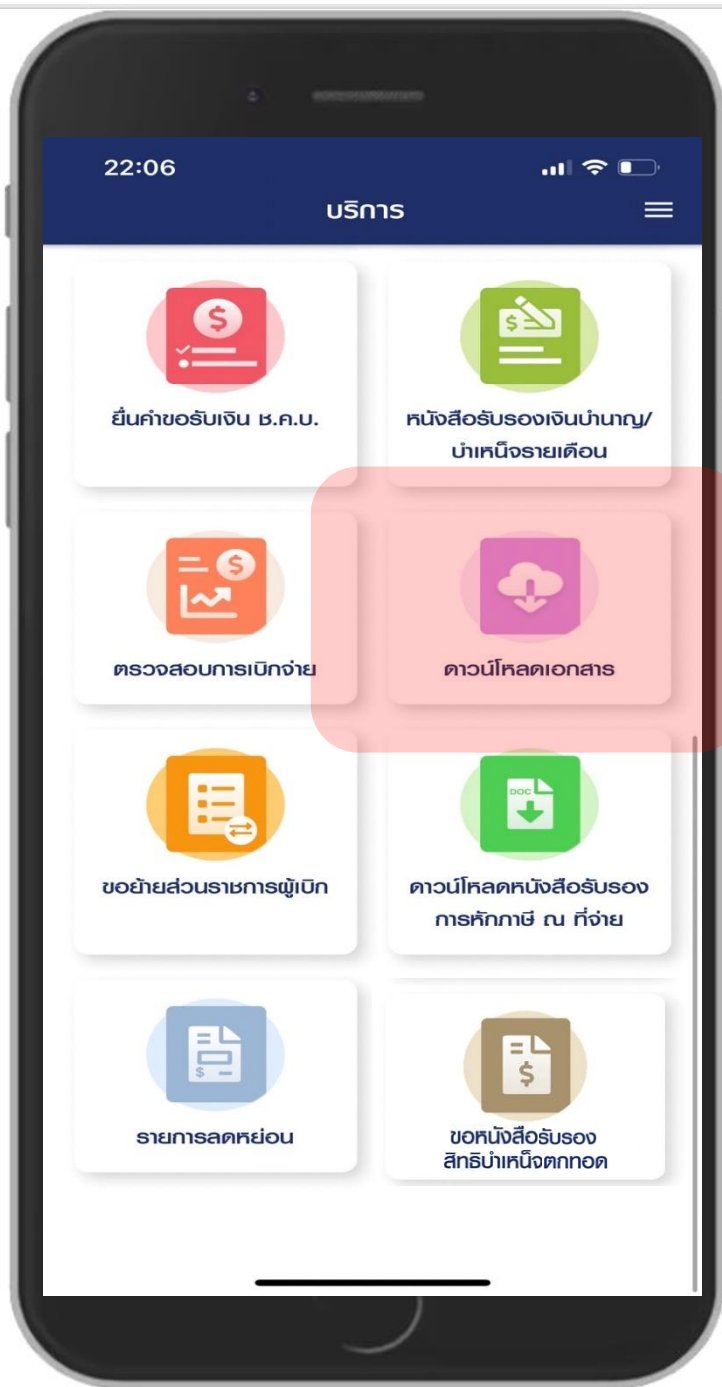 22:06
บริการ
ยื่นคำขอรับเงิน ช.ค.บ.
หนังสือรับรองเงินบำนาญ/
บำเหน็จรายเดือน
ตรวจสอบการเบิกจ่าย
ดาวน์โหลดเอกสาร
ขอย้ายส่วนราชการผู้เบิก
DOC
ดาวน์โหลดหนังสือรับรอง
การหักภาษี ณ ที่จ่าย
รายการลดหย่อน
ขอหนังสือรับรอง
สิทธิบำเหน็จตกทอด